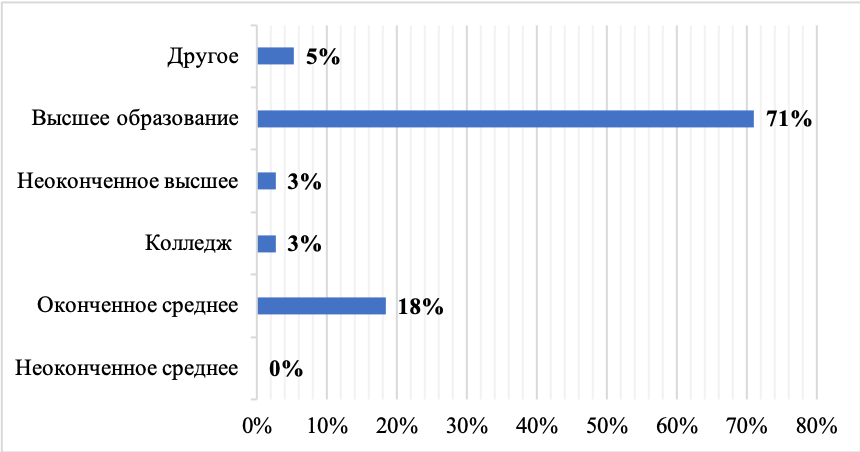 Другое 5%
Высшее образование 71%
Неоконченное высшее 3%
Колледж 3%
Оконченное среднее 18%
Неоконченное среднее 0%
0% 10% 20% 30% 40% 50% 60% 70% 80%